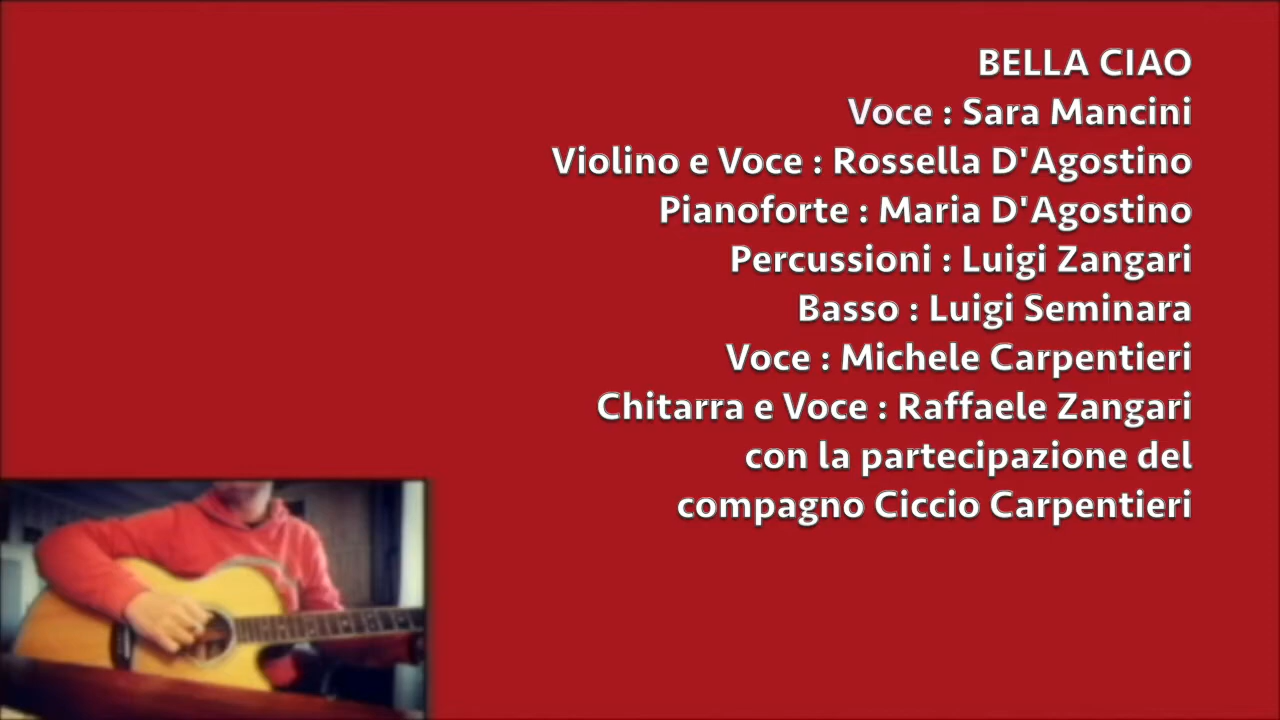 BELLA CIAO
Voce : Sara Mancini
Violino e Voce : Rossella D'Agostino
Pianoforte : Maria D'Agostino
Percussioni : Luigi Zangari
Basso : Luigi Seminara
Voce : Michele Carpentieri
Chitarra e Voce : Raffaele Zangari
con la partecipazione del
compagno Ciccio Carpentieri